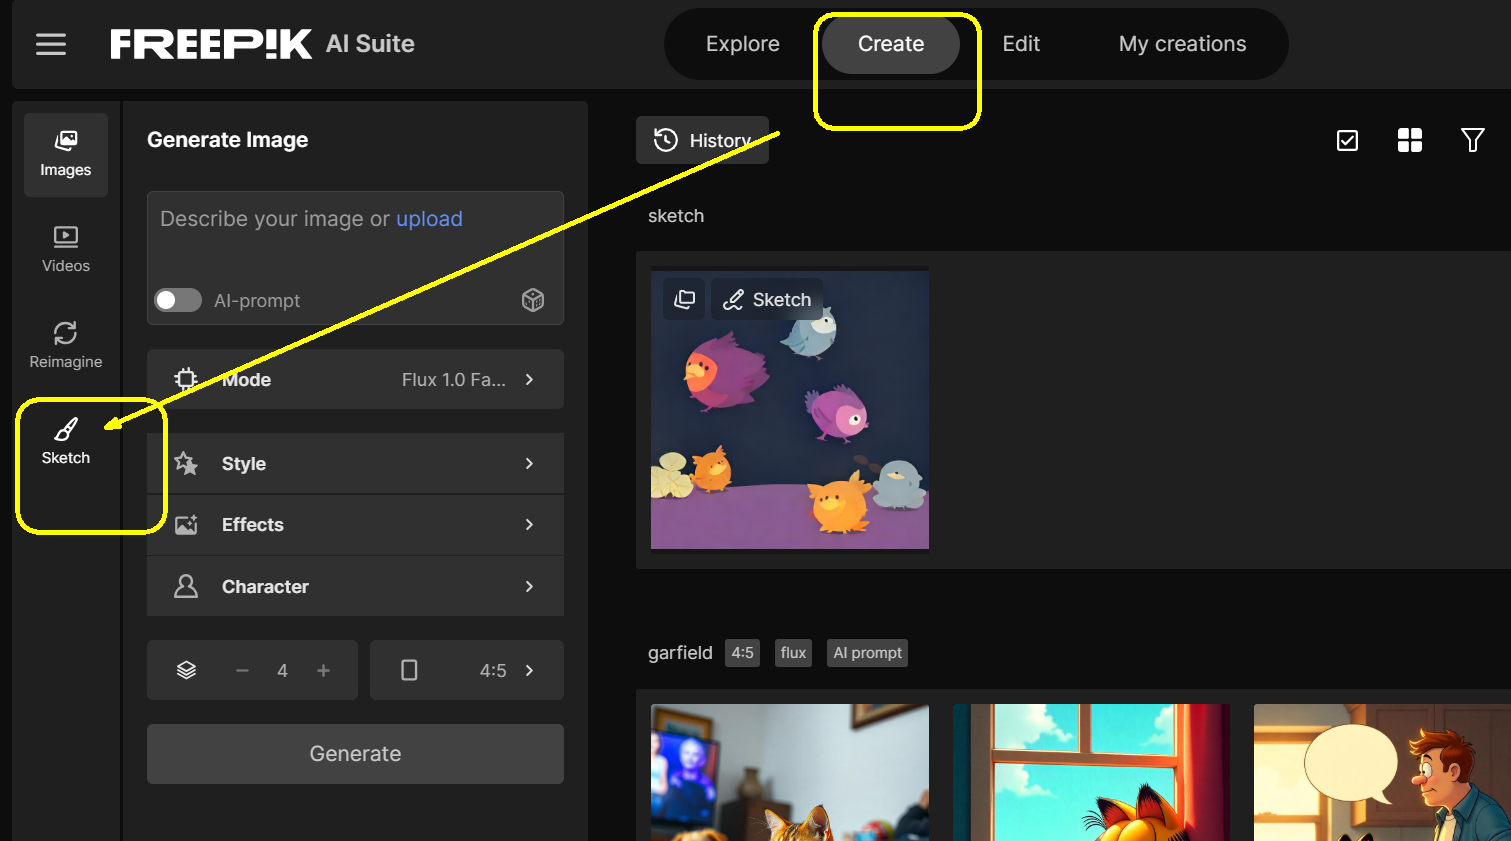 FREEPIK AI Suite
Explore
Create
Edit
My creations
Images
Videos
Reimagine
Sketch
Generate Image
Describe your image or upload
AI-prompt
Mode
Flux 1.0 Fa...
Style
Effects
Character
4
4:5
Generate
History
sketch
Sketch
garfield 4:5 flux AI prompt